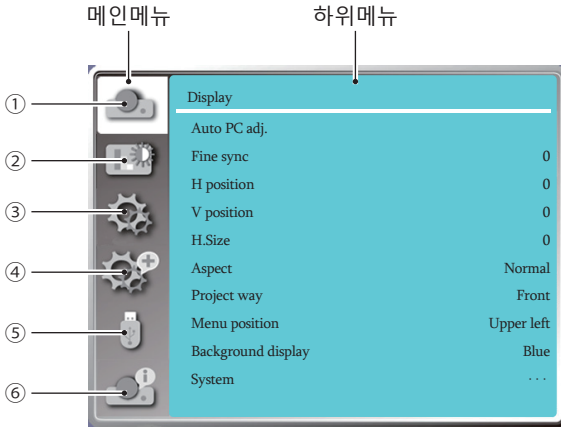 메인메뉴 하위메뉴
① Display
Auto PC adj.
② Fine sync 0
H position 0
③ V position 0
H.Size 0
④ Aspect Normal
Project way Front
⑤ Menu position Upper left
Background display Blue
⑥ System ...